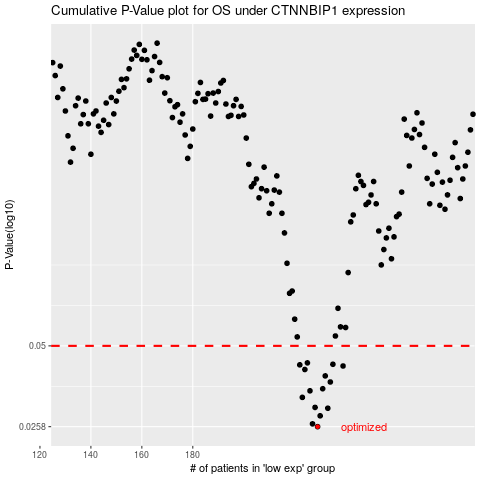 Cumulative P-Value plot for OS under CTNNBIP1 expression
P-Value(log10)
0.05
0.0258
optimized
120 140 160 180
# of patients in 'low exp' group